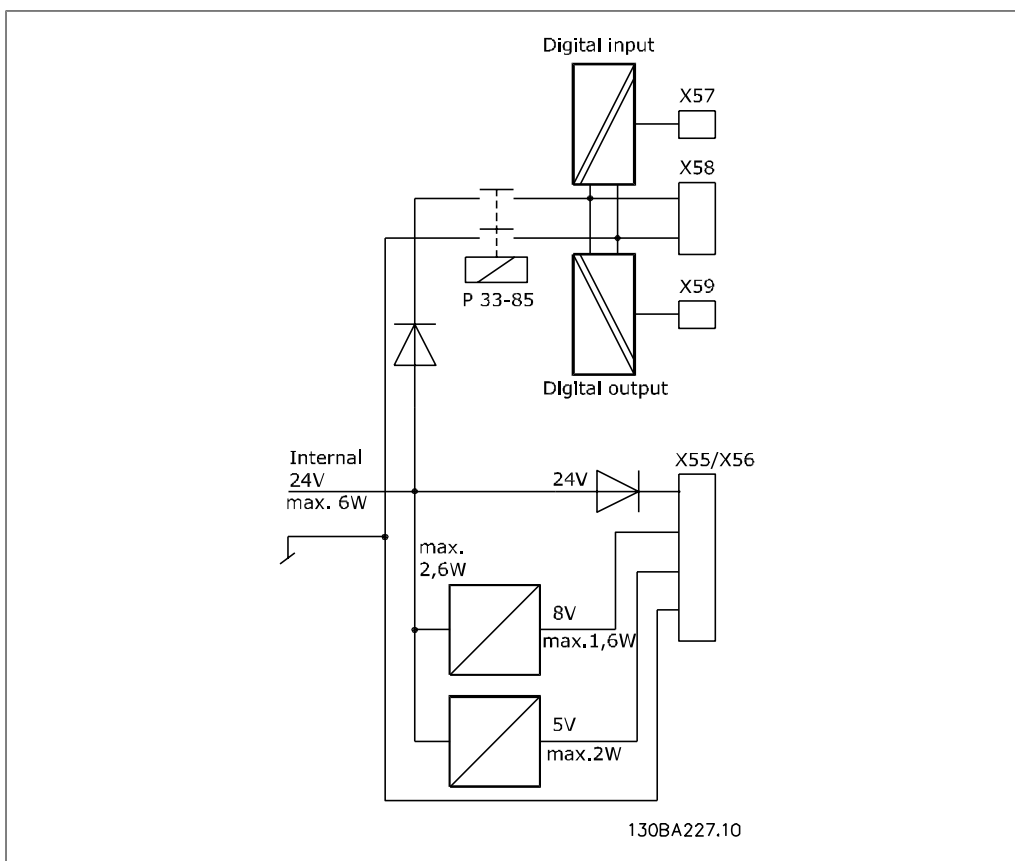 Digital input
X57
X58
P 33-85
X59
Digital output
Internal
24V
max. 6W
24V
X55/X56
max.
2,6W
8V
max.1,6W
5V
max.2W
130BA227.10